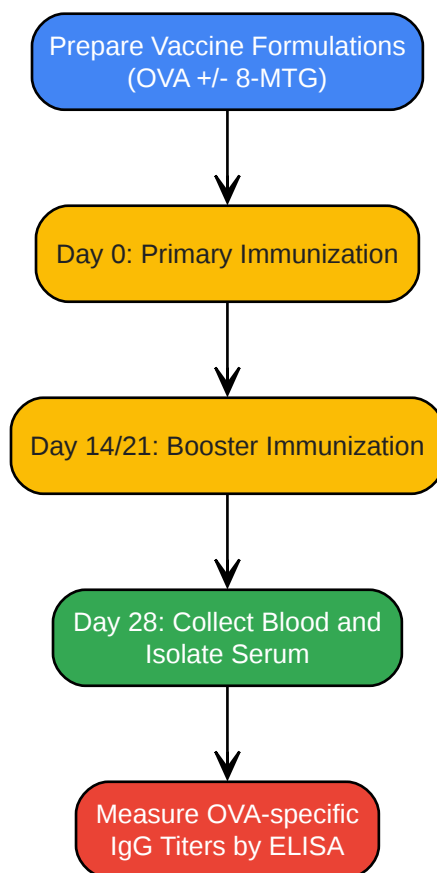 Prepare Vaccine Formulations
(OVA +/- 8-MTG)
Day 0: Primary Immunization
Day 14/21: Booster Immunization
Day 28: Collect Blood and
Isolate Serum
Measure OVA-specific
IgG Titers by ELISA